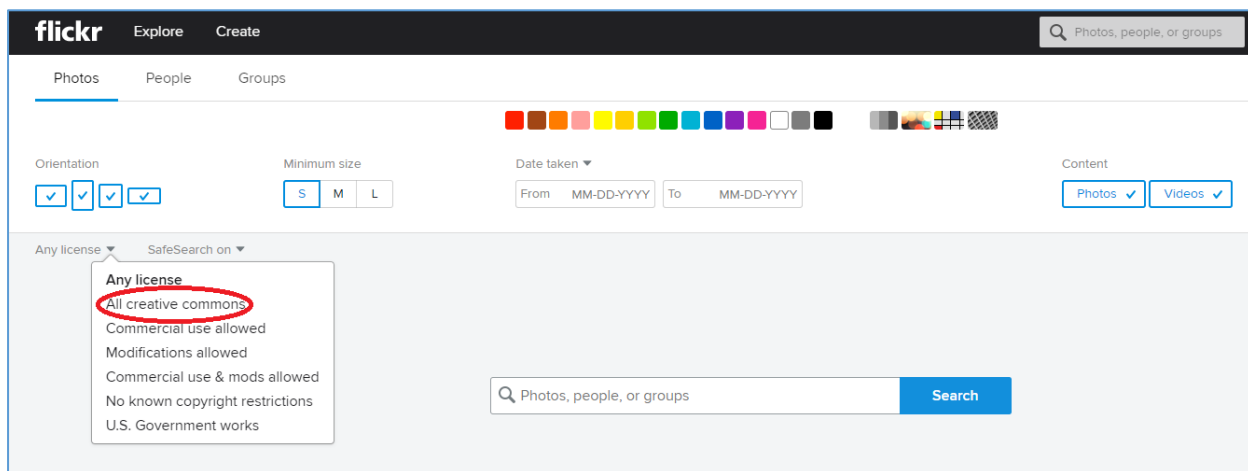 flickr Explore Create Photos, people, or groups
Photos People Groups
Orientation Minimum size Date taken Content
S M L From MM-DD-YYYY To MM-DD-YYYY Photos Videos
Any license SafeSearch on
Any license
All creative commons
Commercial use allowed
Modifications allowed
Commercial use & mods allowed
No known copyright restrictions
U.S. Government works
Photos, people, or groups Search